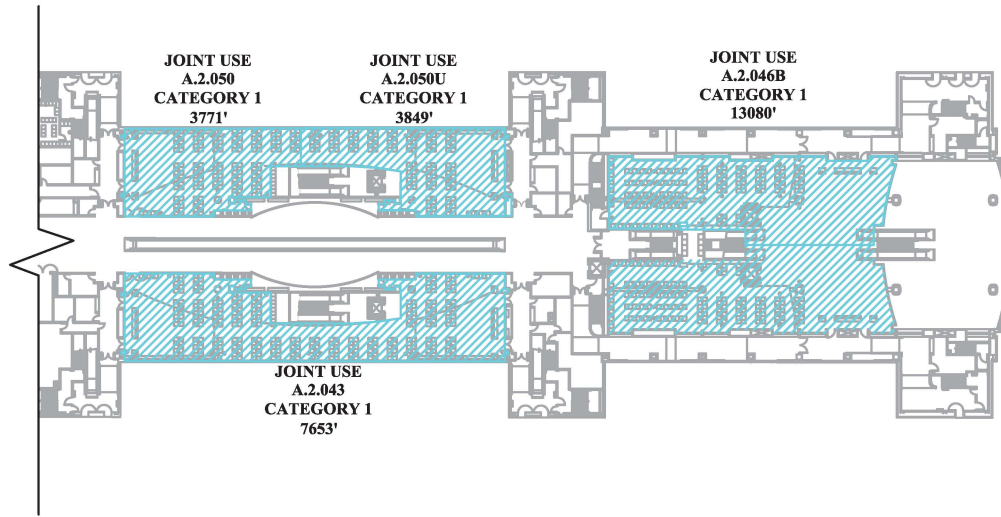 JOINT USE
A.2.050
CATEGORY 1
3771'
JOINT USE
A.2.050U
CATEGORY 1
3849'
JOINT USE
A.2.046B
CATEGORY 1
13080'
JOINT USE
A.2.043
CATEGORY 1
7653'